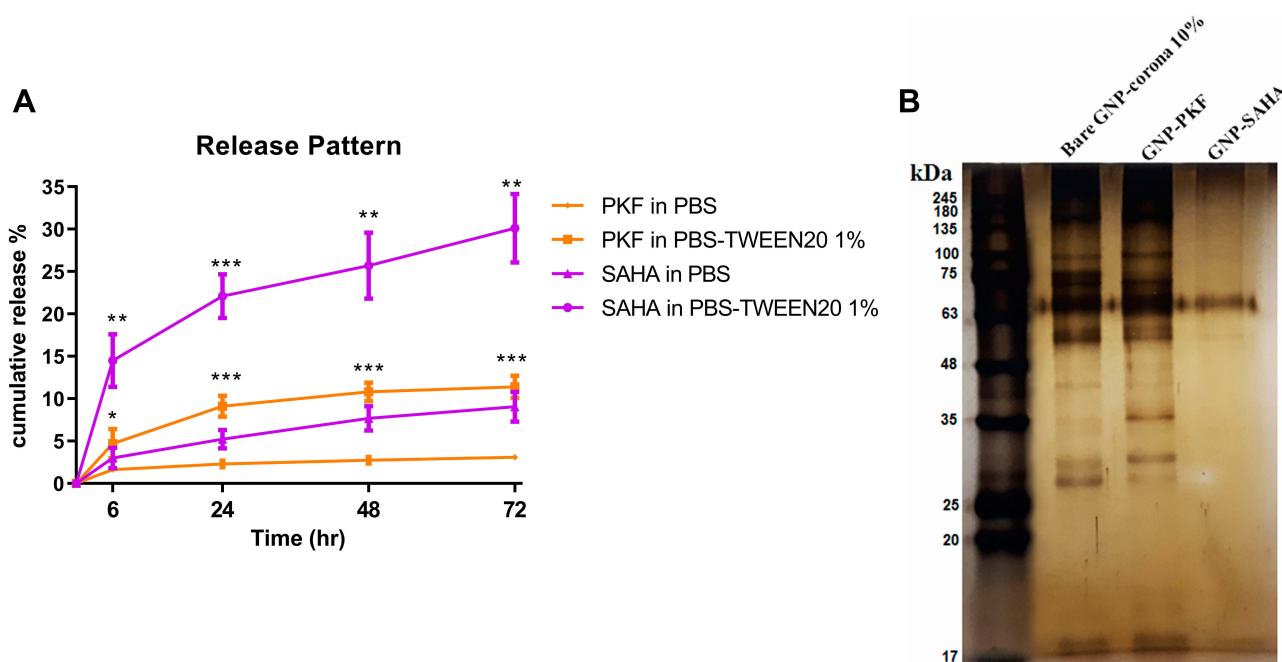 A
Release Pattern
cumulative release %
35
30
25
20
15
10
5
0
6
24
48
72
Time (hr)
**
***
**
**
*
***
***
***
PKF in PBS
PKF in PBS-TWEEN20 1%
SAHA in PBS
SAHA in PBS-TWEEN20 1%
B
Bare GNP-corona 10%
GNP-PKF
GNP-SAHA
kDa
245
180
135
100
75
63
48
35
25
20
17